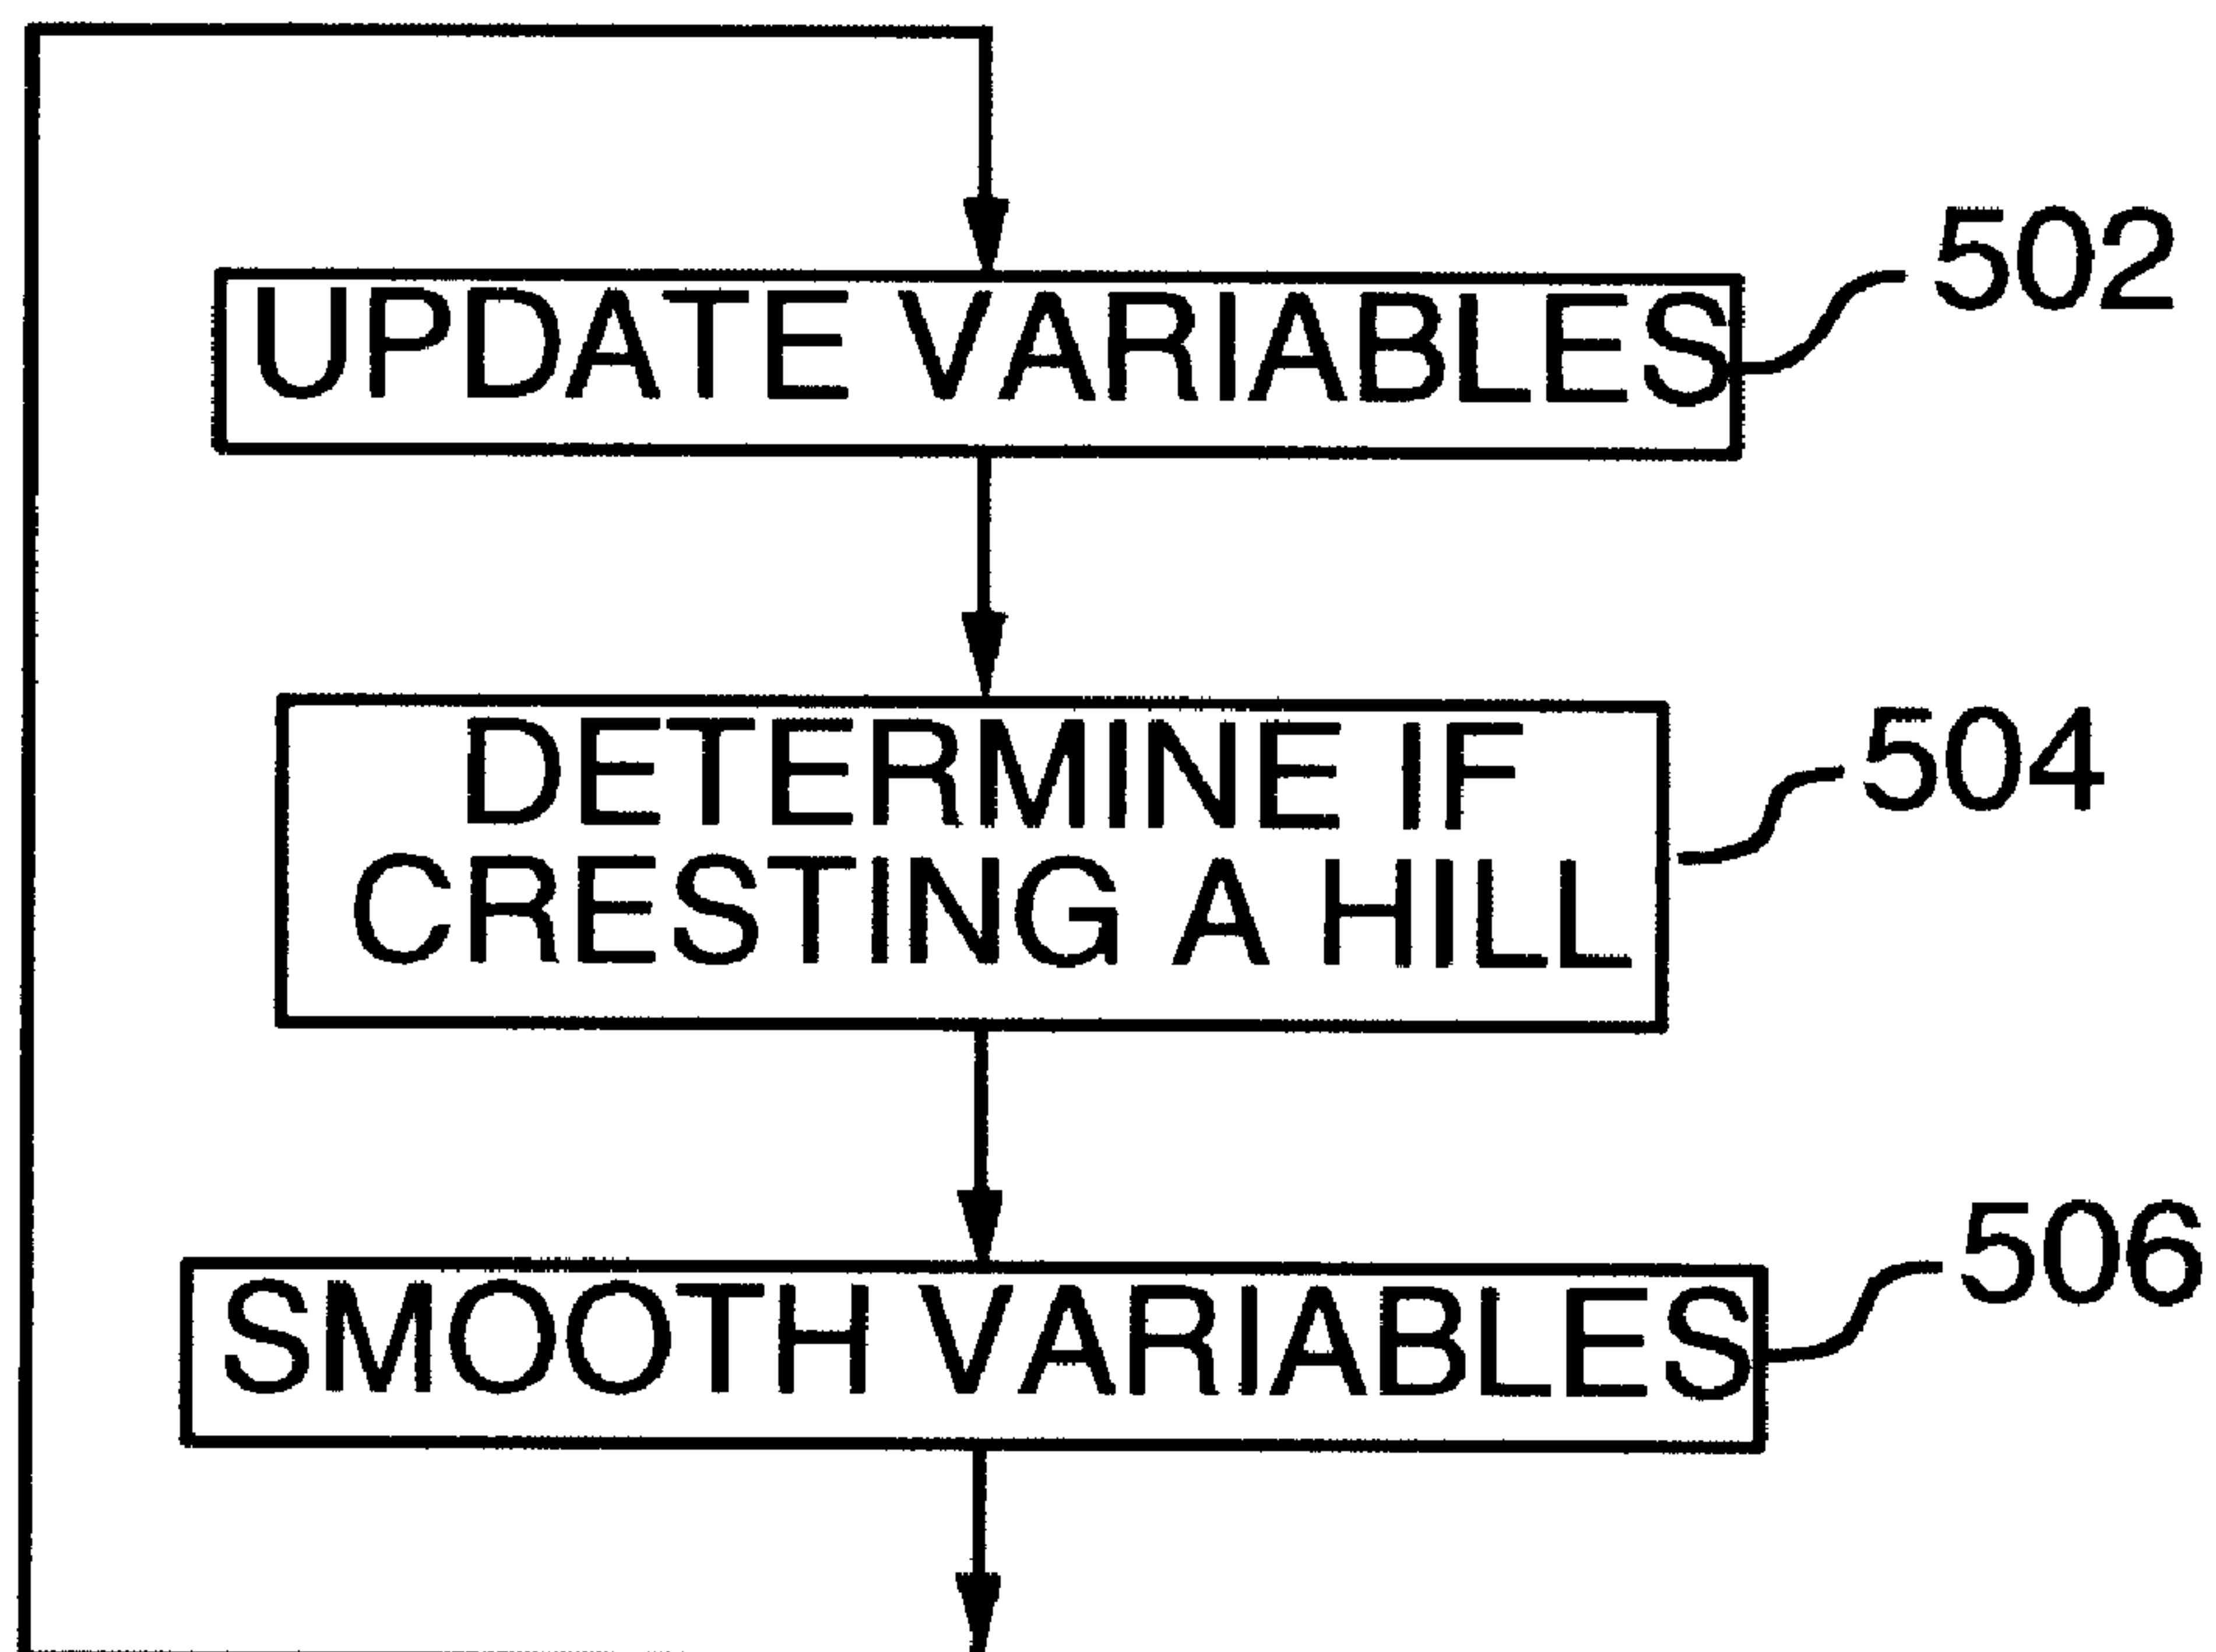 502
UPDATE VARIABLES
504
DETERMINE IF
CRESTING A HILL
506
SMOOTH VARIABLES